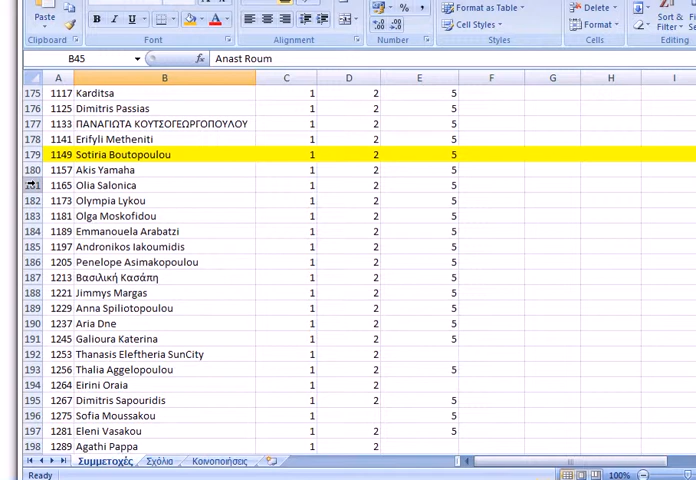 Paste
B I U
A
% ,
Format as Table
Cell Styles
Delete
Format
Sort &
Filter
Clipboard Font Alignment Number Styles Cells Editing
B45 fx Anast Roum
A B C D E F G H I
175 1117 Karditsa 1 2 5
176 1125 Dimitris Passias 1 2 5
177 1133 ΠΑΝΑΓΙΩΤΑ ΚΟΥΤΣΟΓΕΩΡΓΟΠΟΥΛΟΥ 1 2 5
178 1141 Erifyli Metheniti 1 2 5
179 1149 Sotiria Boutopoulou 1 2 5
180 1157 Akis Yamaha 1 2 5
1165 Olia Salonica 1 2 5
182 1173 Olympia Lykou 1 2 5
183 1181 Olga Moskofidou 1 2 5
184 1189 Emmanouela Arabatzi 1 2 5
185 1197 Andronikos Iakoumidis 1 2 5
186 1205 Penelope Asimakopoulou 1 2 5
187 1213 Βασιλική Κασάπη 1 2 5
188 1221 Jimmys Margas 1 2 5
189 1229 Anna Spiliotopoulou 1 2 5
190 1237 Aria Dne 1 2 5
191 1245 Galioura Katerina 1 2 5
192 1253 Thanasis Eleftheria SunCity 1 2
193 1256 Thalia Aggelopoulou 1 2 5
194 1264 Eirini Oraia 1 2
195 1267 Dimitris Sapouridis 1 2 5
196 1275 Sofia Moussakou 1 5
197 1281 Eleni Vasakou 1 2 5
198 1289 Agathi Pappa 1 2
Συμμετοχές Σχόλια Κοινοποιήσεις
Ready 100%